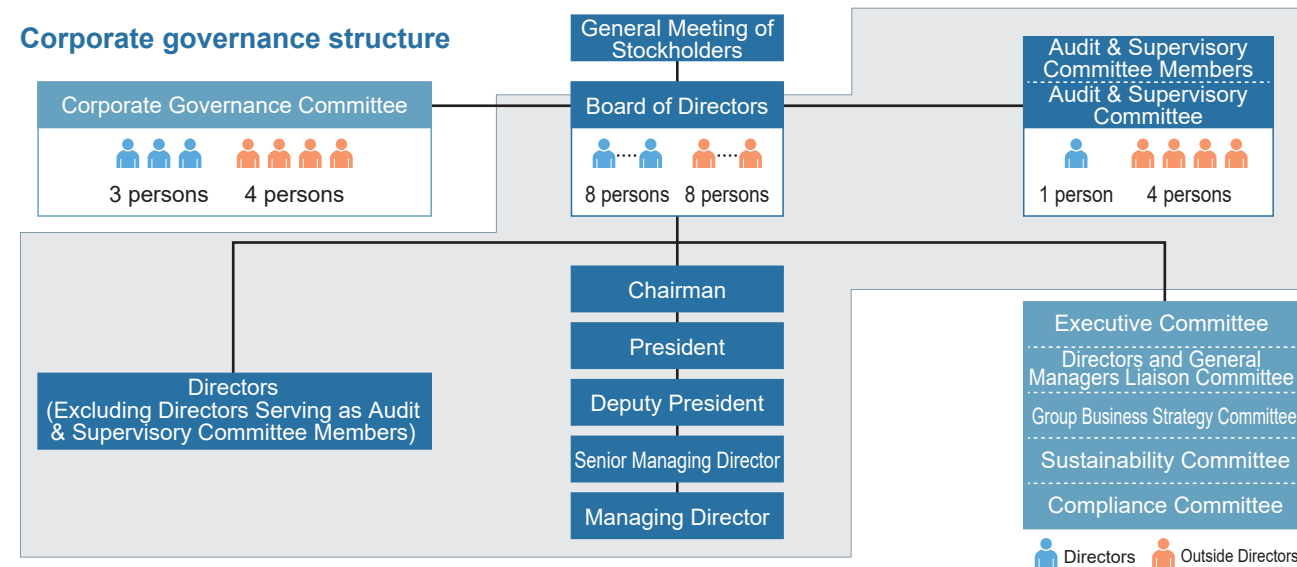 Corporate governance structure
General Meeting of
Stockholders
Corporate Governance Committee
3 persons
4 persons
Board of Directors
8 persons
8 persons
Audit & Supervisory
Committee Members
Audit & Supervisory
Committee
1 person
4 persons
Chairman
President
Deputy President
Senior Managing Director
Managing Director
Directors
(Excluding Directors Serving as Audit
& Supervisory Committee Members)
Executive Committee
Directors and General
Managers Liaison Committee
Group Business Strategy Committee
Sustainability Committee
Compliance Committee
Directors
Outside Directors